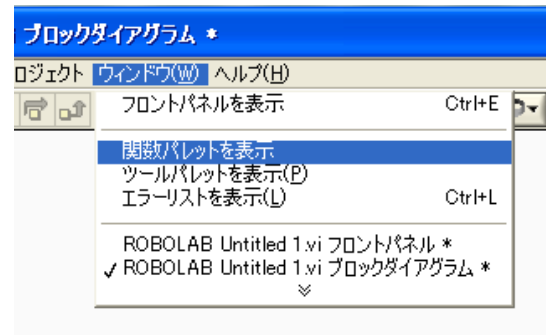 ブロックダイアグラム *
ロジェクト ウィンドウ(W) ヘルプ(H)
フロントパネルを表示 Ctrl+E
関数パレットを表示
ツールパレットを表示(P)
エラーリストを表示(L) Ctrl+L
ROBOLAB Untitled 1.vi フロントパネル *
✓ ROBOLAB Untitled 1.vi ブロックダイアグラム *